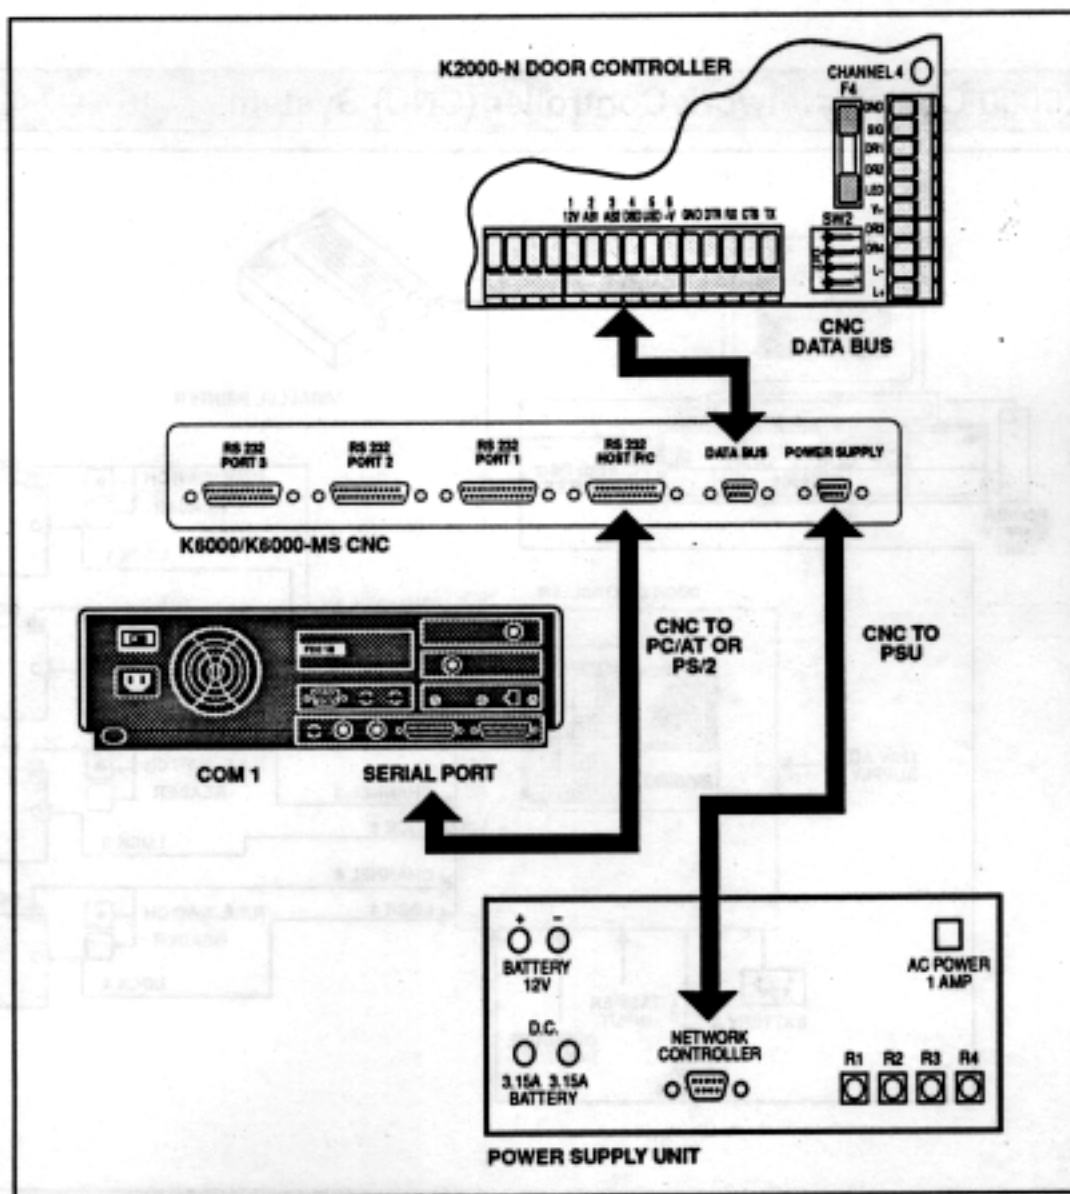 K2000-N DOOR CONTROLLER
CHANNEL 4
F4
GND
SIG
DR1
DR2
LED
V+
DR3
DR4
L-
L+
1 2 3 4 5 6
12V AB1 AB2 0V GND DTR RX CTS TX
SW2
CNC
DATA BUS
RS 232
PORT 3
RS 232
PORT 2
RS 232
PORT 1
RS 232
HOST P/C
DATA BUS
POWER SUPPLY
K6000/K6000-MS CNC
CNC TO
PC/AT OR
PS/2
CNC TO
PSU
COM 1
SERIAL PORT
+ −
BATTERY
12V
D.C.
3.15A 3.15A
BATTERY
NETWORK
CONTROLLER
AC POWER
1 AMP
R1 R2 R3 R4
POWER SUPPLY UNIT